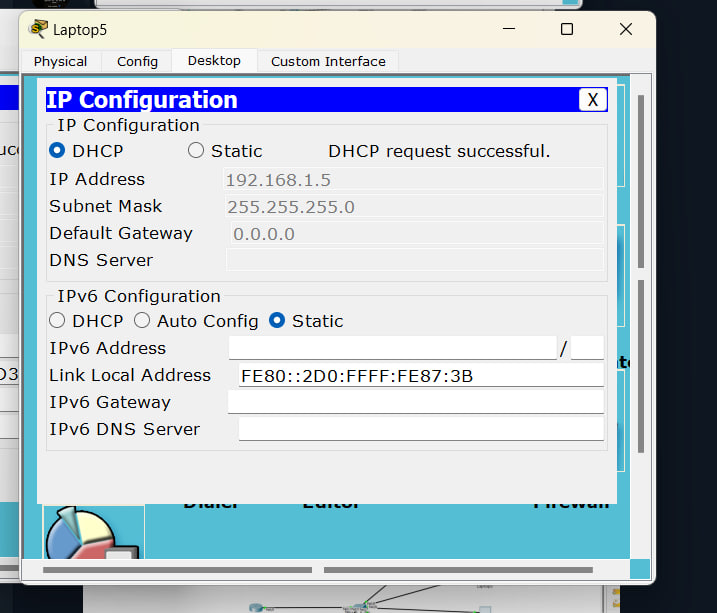 Laptop5
Physical Config Desktop Custom Interface
IP Configuration X
IP Configuration
DHCP Static DHCP request successful.
IP Address 192.168.1.5
Subnet Mask 255.255.255.0
Default Gateway 0.0.0.0
DNS Server
IPv6 Configuration
DHCP Auto Config Static
IPv6 Address /
Link Local Address FE80::2D0:FFFF:FE87:3B
IPv6 Gateway
IPv6 DNS Server
Dialer Editor Firewall